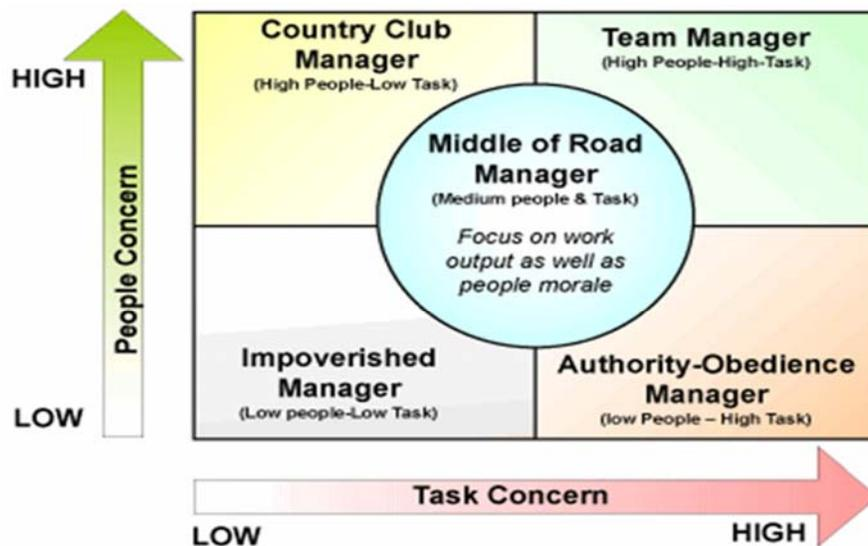 Country Club
Manager
(High People-Low Task)
Team Manager
(High People-High-Task)
HIGH
Middle of Road
Manager
(Medium people & Task)
Focus on work
output as well as
people morale
People Concern
Impoverished
Manager
(Low people-Low Task)
Authority-Obedience
Manager
(low People – High Task)
LOW
Task Concern
LOW
HIGH